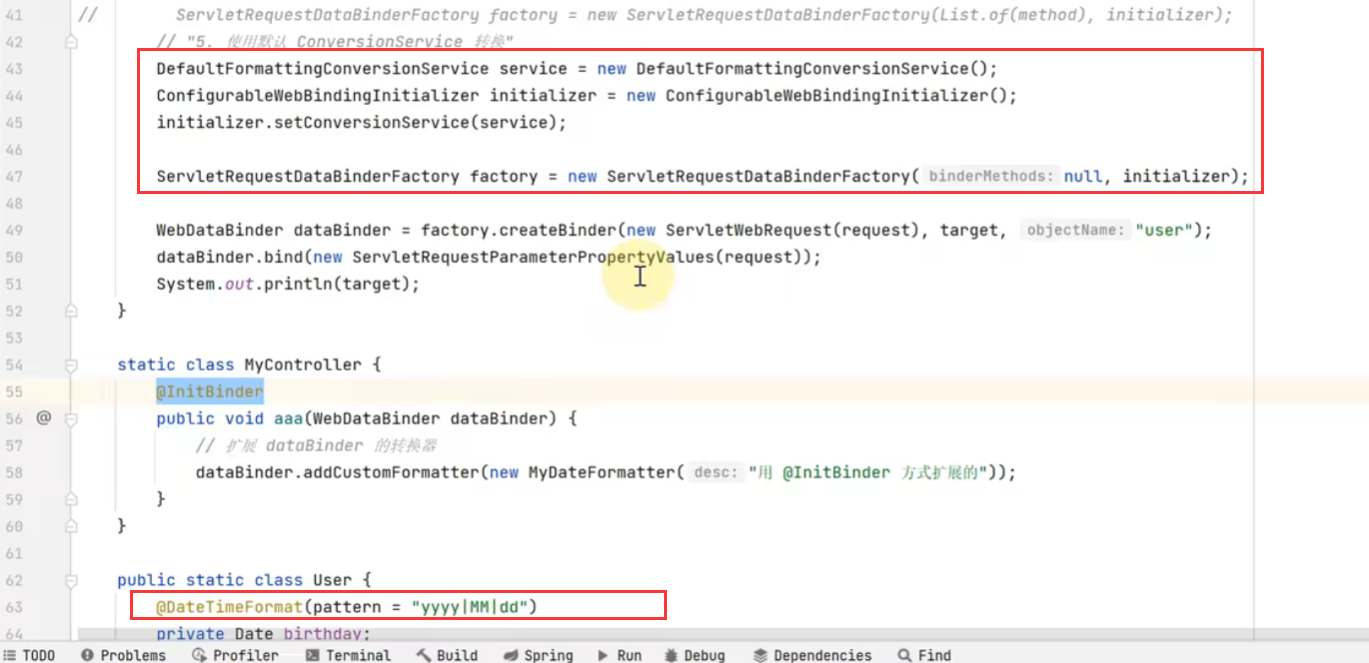 41 // ServletRequestDataBinderFactory factory = new ServletRequestDataBinderFactory(List.of(method), initializer);
42 // "5. 使用默认 ConversionService 转换"
43 DefaultFormattingConversionService service = new DefaultFormattingConversionService();
44 ConfigurableWebBindingInitializer initializer = new ConfigurableWebBindingInitializer();
45 initializer.setConversionService(service);
46
47 ServletRequestDataBinderFactory factory = new ServletRequestDataBinderFactory( binderMethods: null, initializer);
48
49 WebDataBinder dataBinder = factory.createBinder(new ServletWebRequest(request), target, objectName: "user");
50 dataBinder.bind(new ServletRequestParameterPropertyValues(request));
51 System.out.println(target);
52 }
53
54 static class MyController {
55 @InitBinder
56 @ public void aaa(WebDataBinder dataBinder) {
57 // 扩展 dataBinder 的转换器
58 dataBinder.addCustomFormatter(new MyDateFormatter( desc: "用 @InitBinder 方式扩展的"));
59 }
60 }
61
62 public static class User {
63 @DateTimeFormat(pattern = "yyyy|MM|dd")
64 private Date birthday;
TODO Problems Profiler Terminal Build Spring Run Debug Dependencies Find